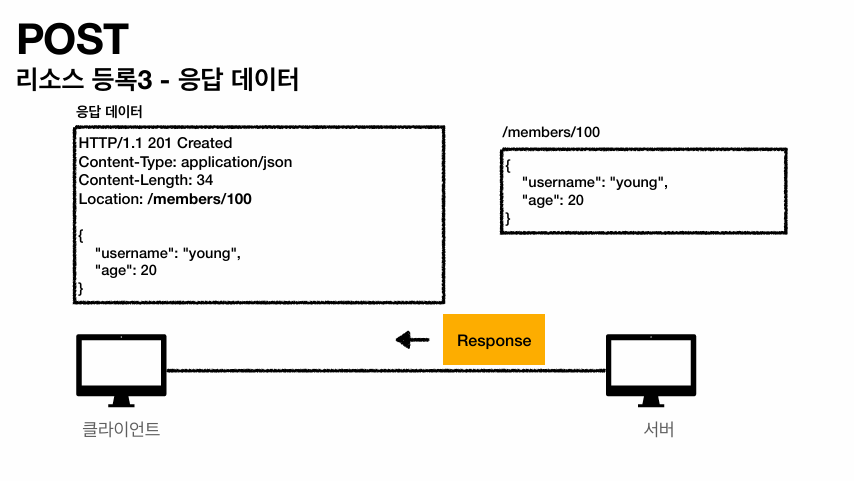 POST
리소스 등록3 - 응답 데이터
응답 데이터
HTTP/1.1 201 Created
Content-Type: application/json
Content-Length: 34
Location: /members/100
{
"username": "young",
"age": 20
}
/members/100
{
"username": "young",
"age": 20
}
Response
클라이언트
서버